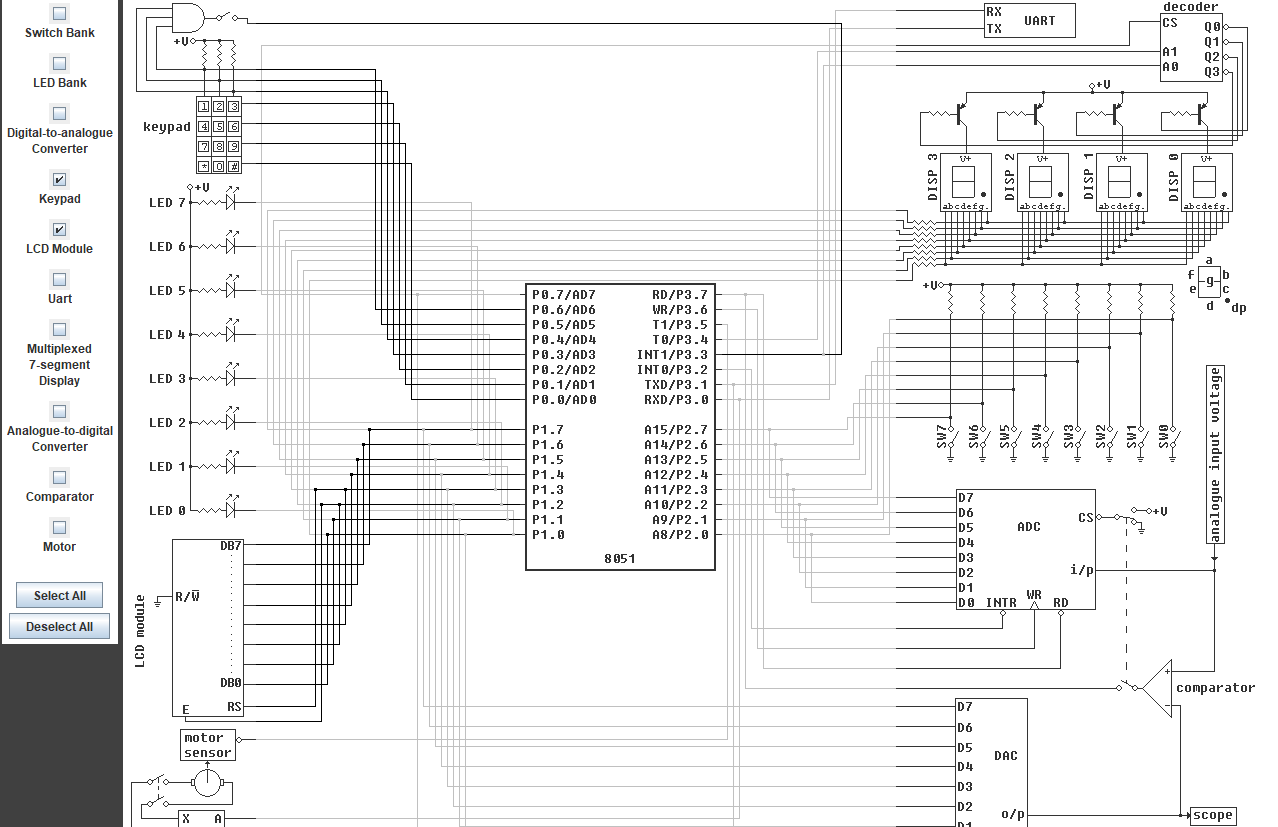 Switch Bank
LED Bank
Digital-to-analogue
Converter
Keypad
LCD Module
Uart
Multiplexed
7-segment
Display
Analogue-to-digital
Converter
Comparator
Motor
Select All
Deselect All
+V
keypad
1 2 3
4 5 6
7 8 9
* 0 #
+V
LED 7
LED 6
LED 5
LED 4
LED 3
LED 2
LED 1
LED 0
LCD module
DB7
R/W̅
DB0
RS
E
motor
sensor
X A
P0.7/AD7 RD/P3.7
P0.6/AD6 WR/P3.6
P0.5/AD5 T1/P3.5
P0.4/AD4 T0/P3.4
P0.3/AD3 INT1/P3.3
P0.2/AD2 INT0/P3.2
P0.1/AD1 TXD/P3.1
P0.0/AD0 RXD/P3.0
P1.7 A15/P2.7
P1.6 A14/P2.6
P1.5 A13/P2.5
P1.4 A12/P2.4
P1.3 A11/P2.3
P1.2 A10/P2.2
P1.1 A9/P2.1
P1.0 A8/P2.0
8051
RX
UART
TX
decoder
CS
Q0
Q1
A1
Q2
A0
Q3
+V
DISP 3 V+ abcdefg.
DISP 2 V+ abcdefg.
DISP 1 V+ abcdefg.
DISP 0 V+ abcdefg.
a
f b
g
e c
d dp
+V
SW7 SW6 SW5 SW4 SW3 SW2 SW1 SW0
analogue input voltage
D7
D6
D5
D4
D3
D2
D1
D0
ADC
CS
+V
i/p
INTR WR RD
comparator
+
–
D7
D6
D5
D4
D3
D2
D1
DAC
o/p
scope